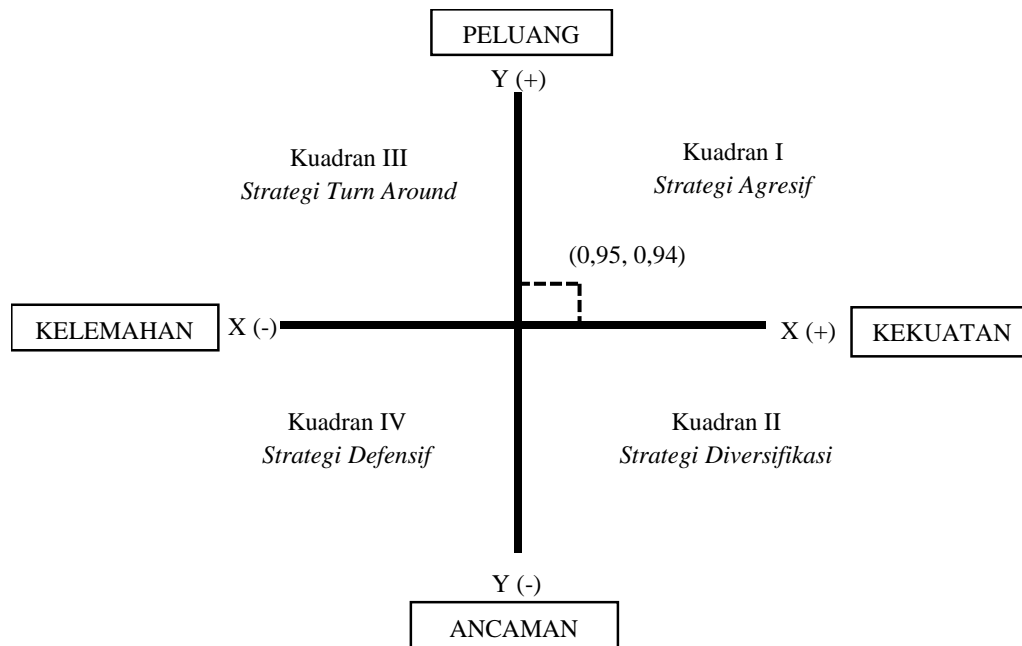 PELUANG
Y (+)
Kuadran III
Strategi Turn Around
Kuadran I
Strategi Agresif
(0,95, 0,94)
KELEMAHAN
X (-)
X (+)
KEKUATAN
Kuadran IV
Strategi Defensif
Kuadran II
Strategi Diversifikasi
Y (-)
ANCAMAN